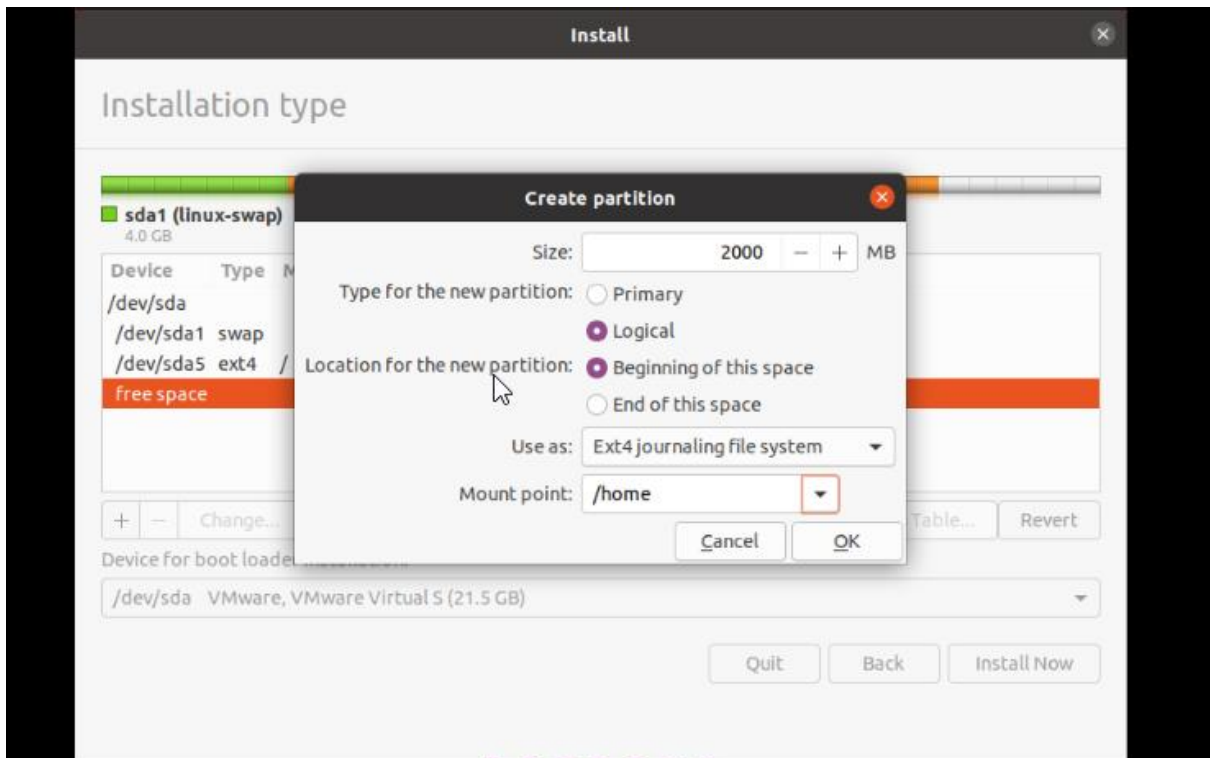 Install
Installation type
Create partition
sda1 (linux-swap)
4.0 GB
Size: 2000 − + MB
Device Type M
Type for the new partition: Primary
/dev/sda
Logical
/dev/sda1 swap
/dev/sda5 ext4 / Location for the new partition: Beginning of this space
free space
End of this space
Use as: Ext4 journaling file system
Mount point: /home
+ − Change... Table... Revert
Cancel OK
Device for boot loader
/dev/sda VMware, VMware Virtual S (21.5 GB)
Quit Back Install Now